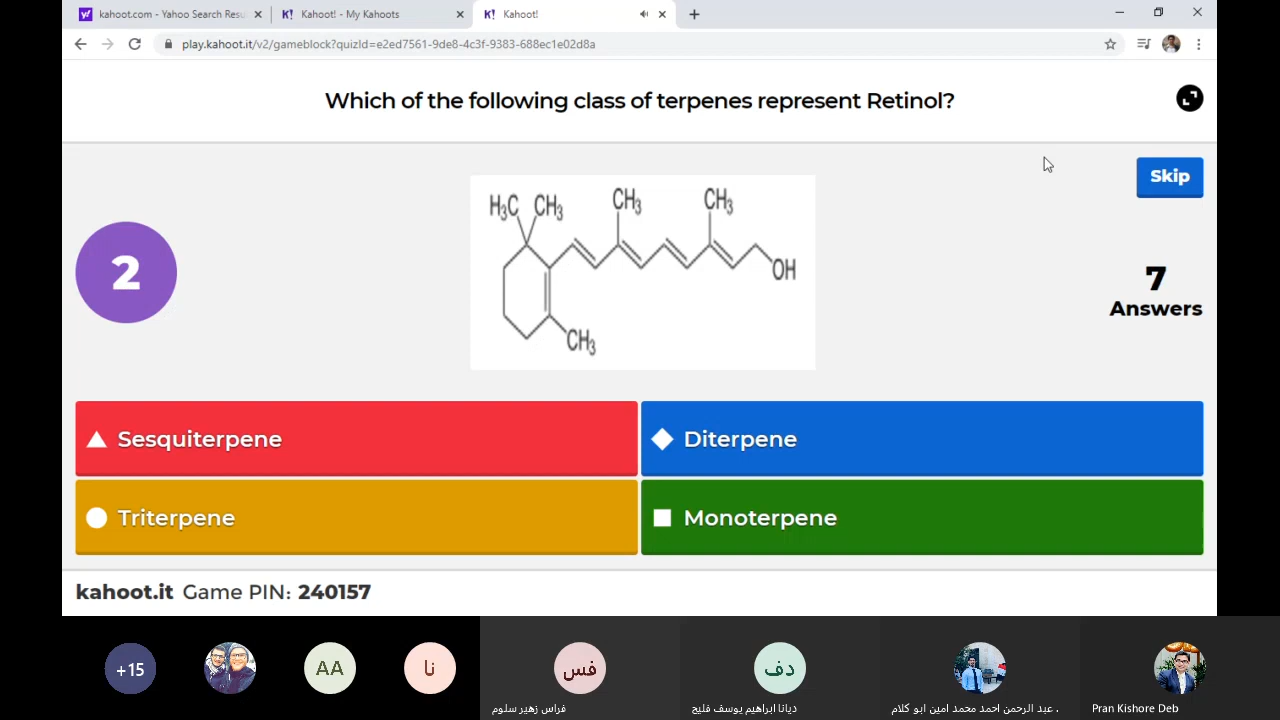 kahoot.com - Yahoo Search Resu
Kahoot! - My Kahoots
Kahoot!
play.kahoot.it/v2/gameblock?quizId=e2ed7561-9de8-4c3f-9383-688ec1e02d8a
Which of the following class of terpenes represent Retinol?
Skip
2
H₃C CH₃ CH₃ CH₃
OH
CH₃
7
Answers
Sesquiterpene
Diterpene
Triterpene
Monoterpene
kahoot.it Game PIN: 240157
+15
AA
نا
فس
دف
فراس زهير سلوم
ديانا ابراهيم يوسف فليح
عبد الرحمن احمد محمد امين ابو كلام .
Pran Kishore Deb